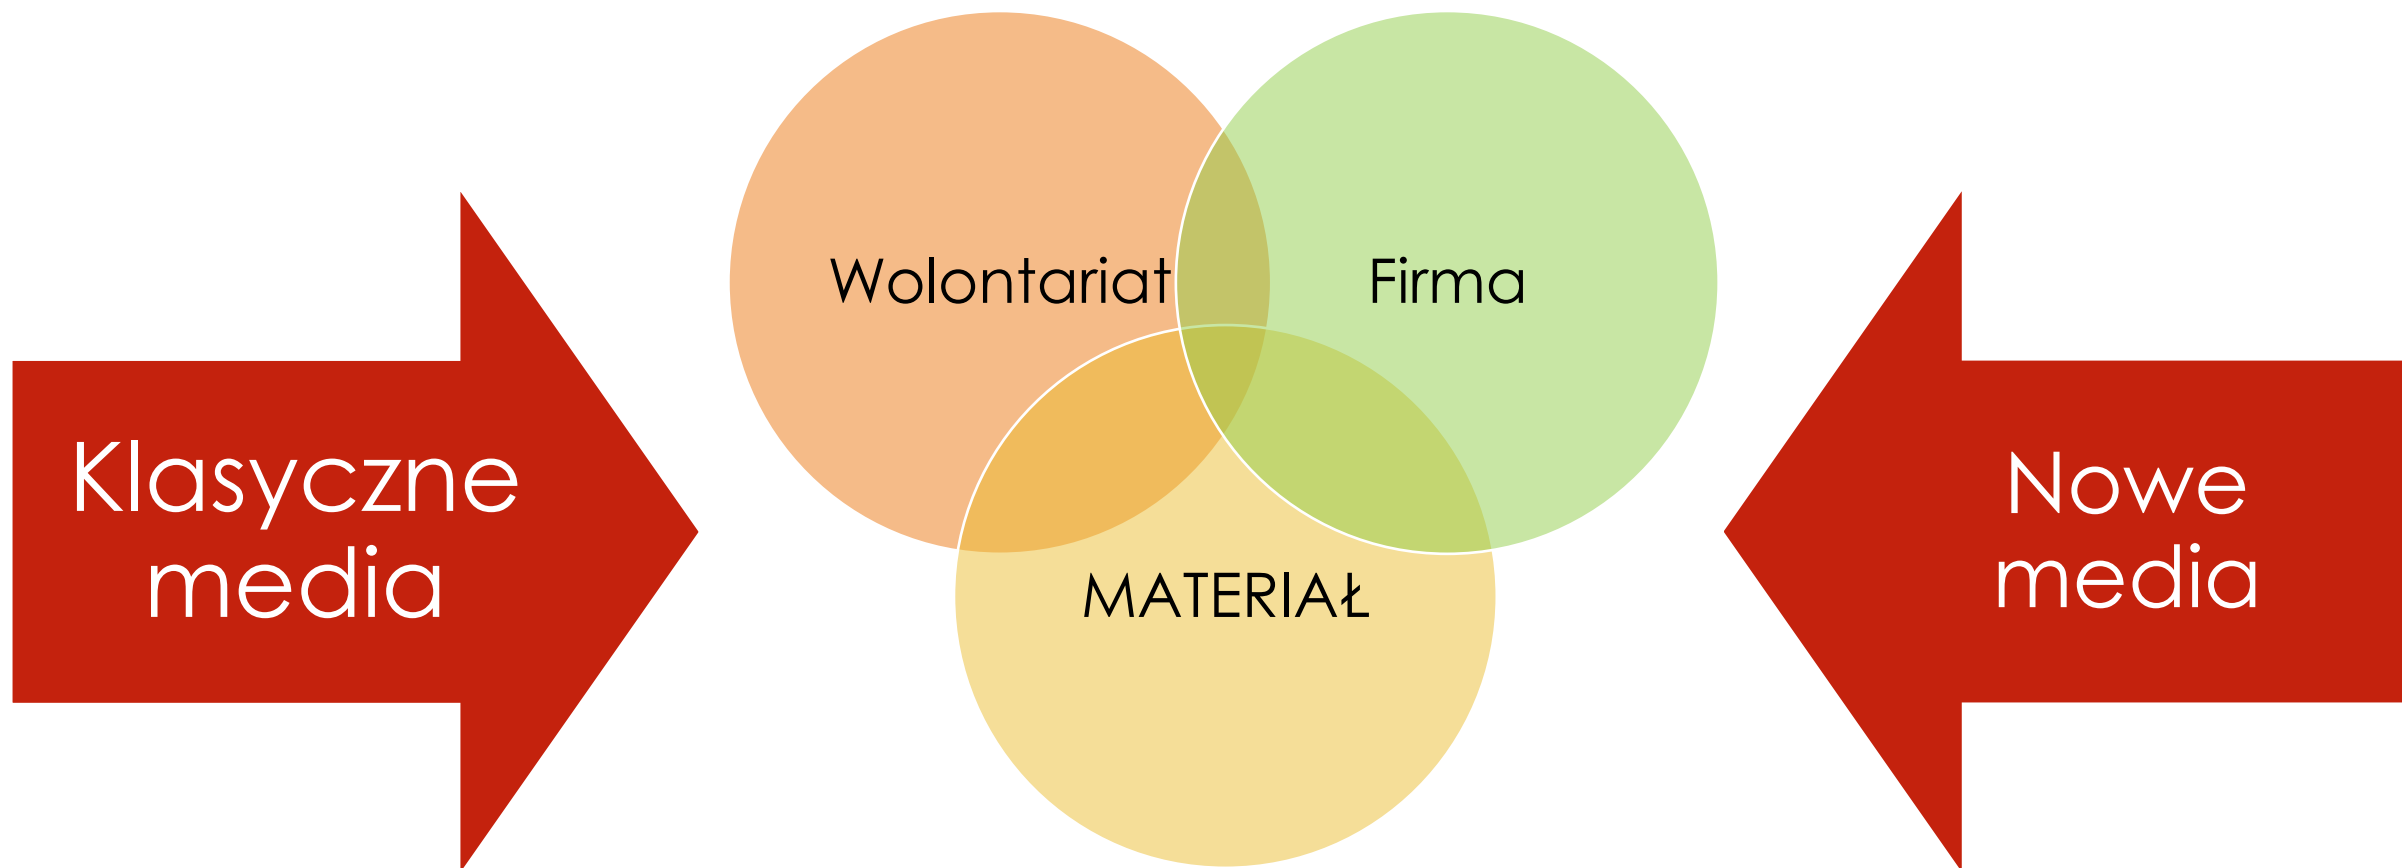 Klasyczne
media
Wolontariat
Firma
MATERIAŁ
Nowe
media